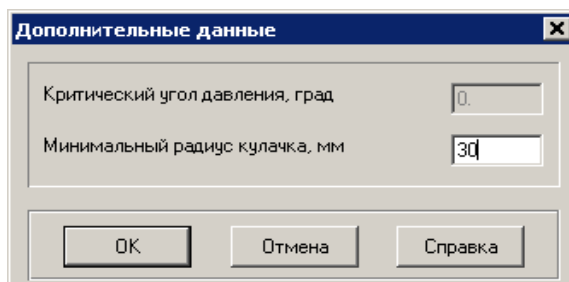 Дополнительные данные
Критический угол давления, град 0.
Минимальный радиус кулачка, мм 30
OK Отмена Справка